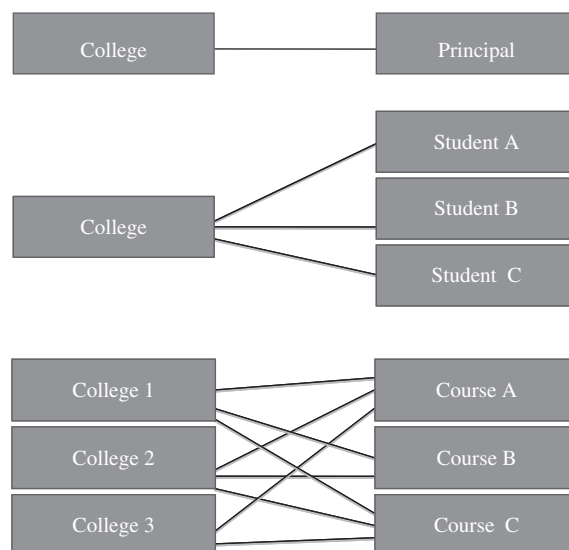 College
Principal
College
Student A
Student B
Student C
College 1
Course A
College 2
Course B
College 3
Course C